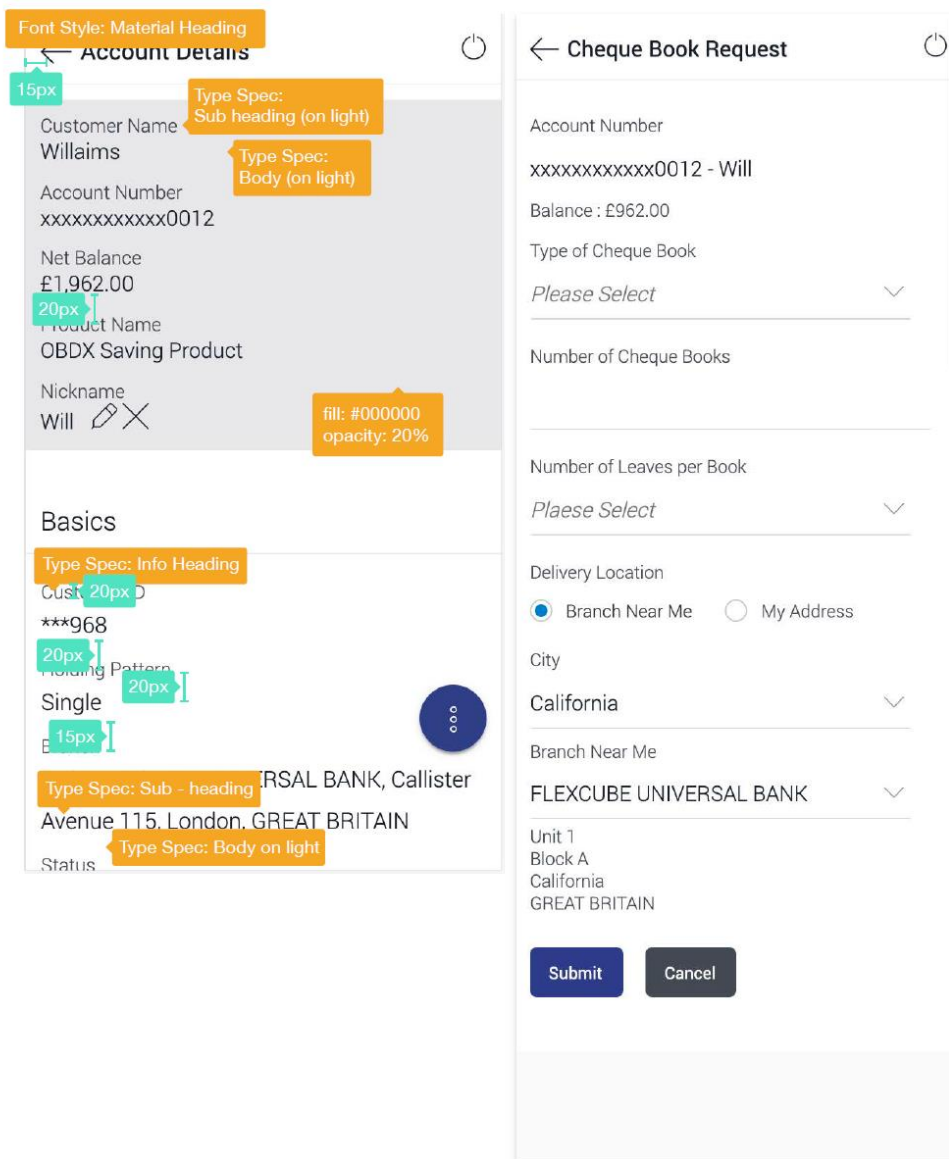 Font Style: Material Heading
Account Details
15px
Type Spec:
Sub heading (on light)
Customer Name
Willaims
Type Spec:
Body (on light)
Account Number
xxxxxxxxxxxx0012
Net Balance
£1,962.00
20px
Product Name
OBDX Saving Product
Nickname
Will
fill: #000000
opacity: 20%
Basics
Type Spec: Info Heading
20px
***968
20px
Holding Pattern
20px
Single
15px
Type Spec: Sub - heading
BANK, Callister
Avenue 115, London, GREAT BRITAIN
Type Spec: Body on light
Status
Cheque Book Request
Account Number
xxxxxxxxxxxx0012 - Will
Balance : £962.00
Type of Cheque Book
Please Select
Number of Cheque Books
Number of Leaves per Book
Plaese Select
Delivery Location
Branch Near Me My Address
City
California
Branch Near Me
FLEXCUBE UNIVERSAL BANK
Unit 1
Block A
California
GREAT BRITAIN
Submit Cancel